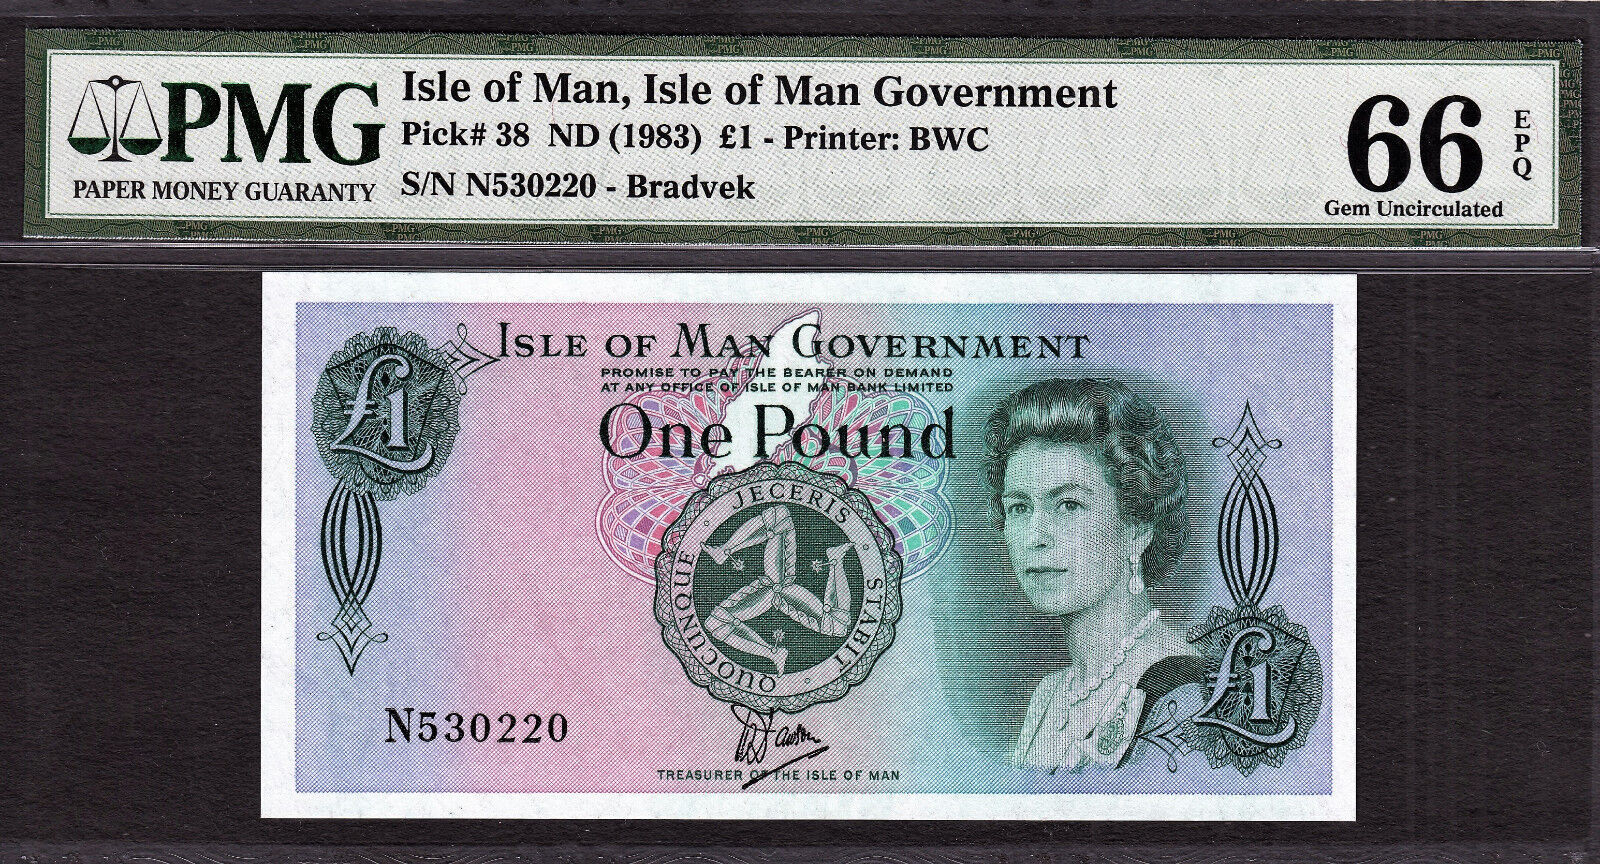 PMG
PAPER MONEY GUARANTY
Isle of Man, Isle of Man Government
Pick# 38 ND (1983) £1 - Printer: BWC
S/N N530220 - Bradvek
66
EPQ
Gem Uncirculated
£1
ISLE OF MAN GOVERNMENT
PROMISE TO PAY THE BEARER ON DEMAND
AT ANY OFFICE OF ISLE OF MAN BANK LIMITED
One Pound
QUOCUNQUE · JECERIS · STABIT
N530220
TREASURER OF THE ISLE OF MAN
£1